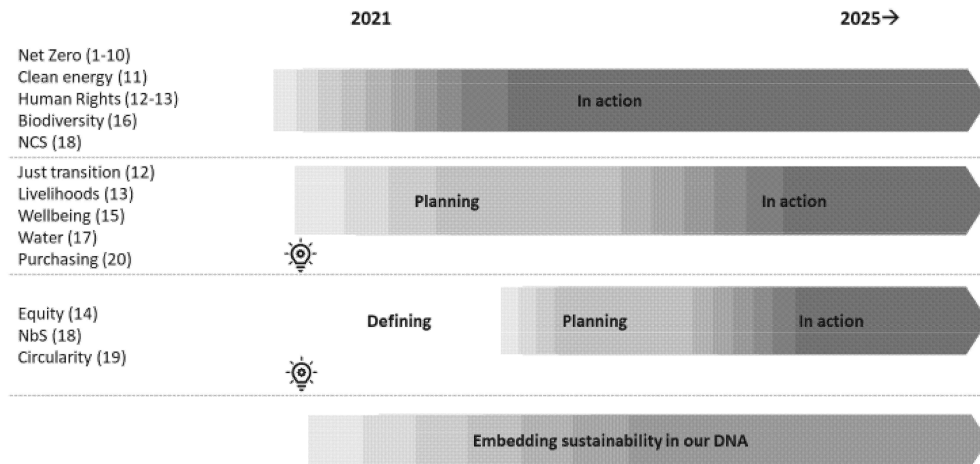 2021
2025→
Net Zero (1-10)
Clean energy (11)
Human Rights (12-13)
Biodiversity (16)
NCS (18)
In action
Just transition (12)
Livelihoods (13)
Wellbeing (15)
Water (17)
Purchasing (20)
Planning
In action
Equity (14)
NbS (18)
Circularity (19)
Defining
Planning
In action
Embedding sustainability in our DNA